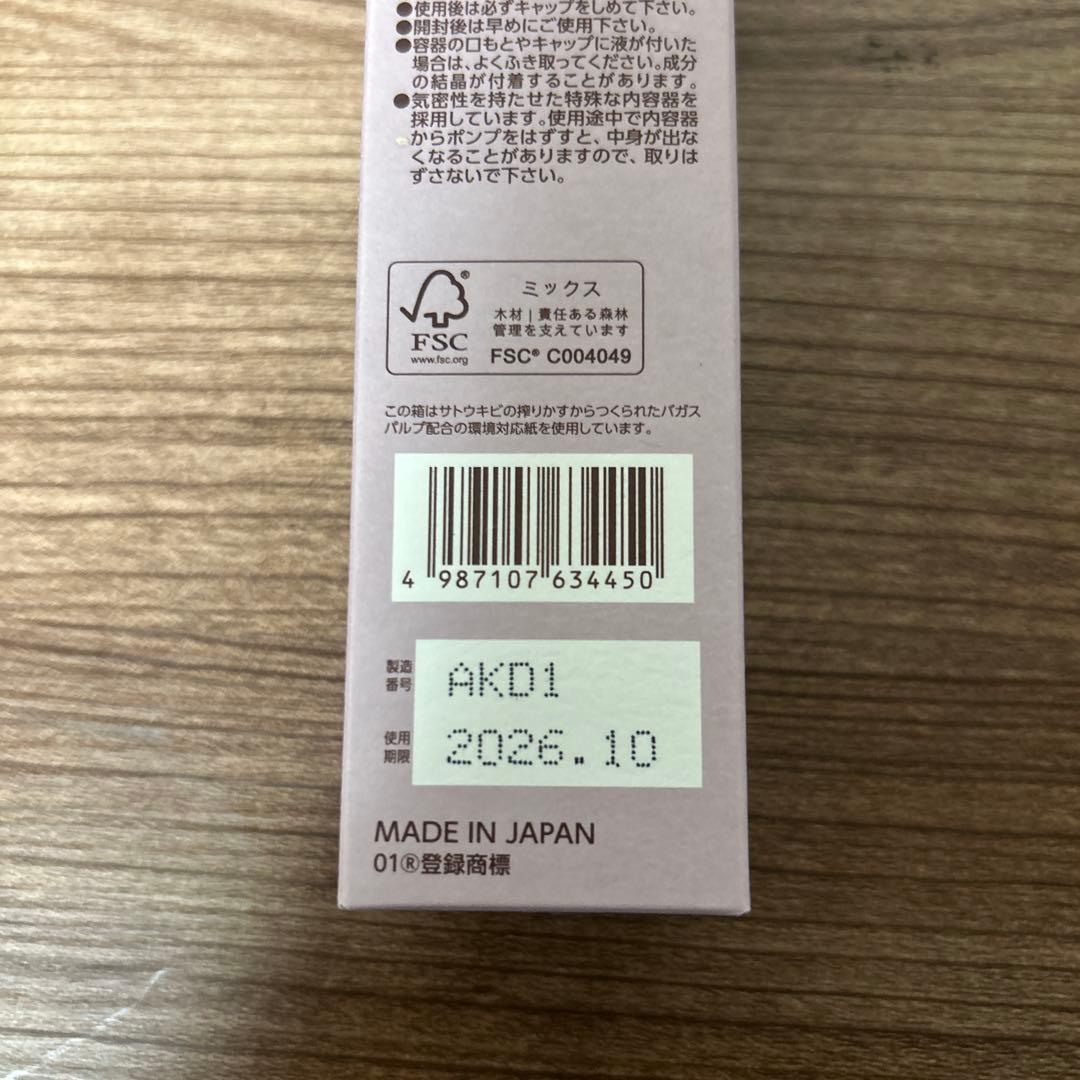 ●使用後は必ずキャップをしめて下さい。
●開封後は早めにご使用下さい。
●容器の口もとやキャップに液が付いた
場合は、よくふき取ってください。成分
の結晶が付着することがあります。
●気密性を持たせた特殊な内容器を
採用しています。使用途中で内容器
からポンプをはずすと、中身が出な
くなることがありますので、取りは
ずさないで下さい。
®
FSC
www.fsc.org
ミックス
木材|責任ある森林
管理を支えています
FSC® C004049
この箱はサトウキビの搾りかすからつくられたバガス
パルプ配合の環境対応紙を使用しています。
4 987107 634450
製造
番号
AKD1
使用
期限
2026.10
MADE IN JAPAN
01®登録商標